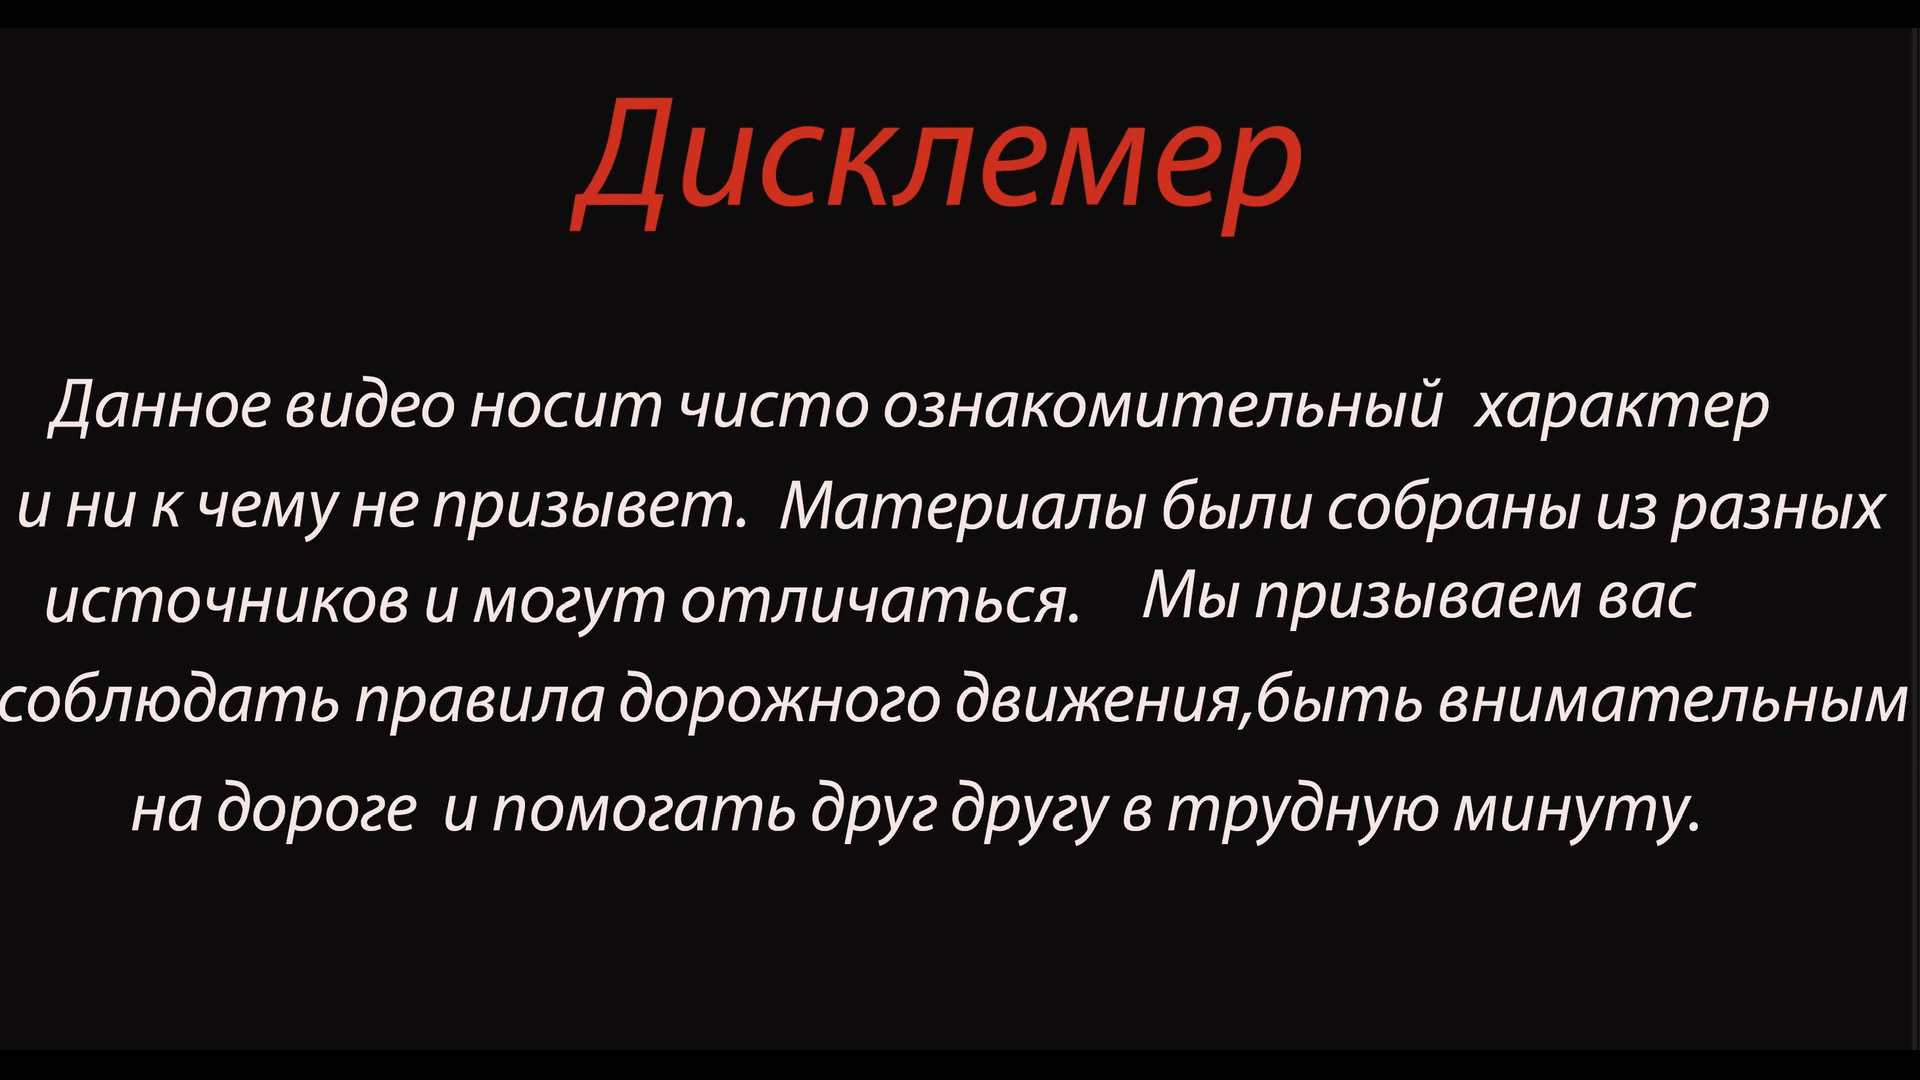 Дисклемер
Данное видео носит чисто ознакомительный характер
и ни к чему не призывет. Материалы были собраны из разных
источников и могут отличаться. Мы призываем вас
соблюдать правила дорожного движения,быть внимательным
на дороге и помогать друг другу в трудную минуту.